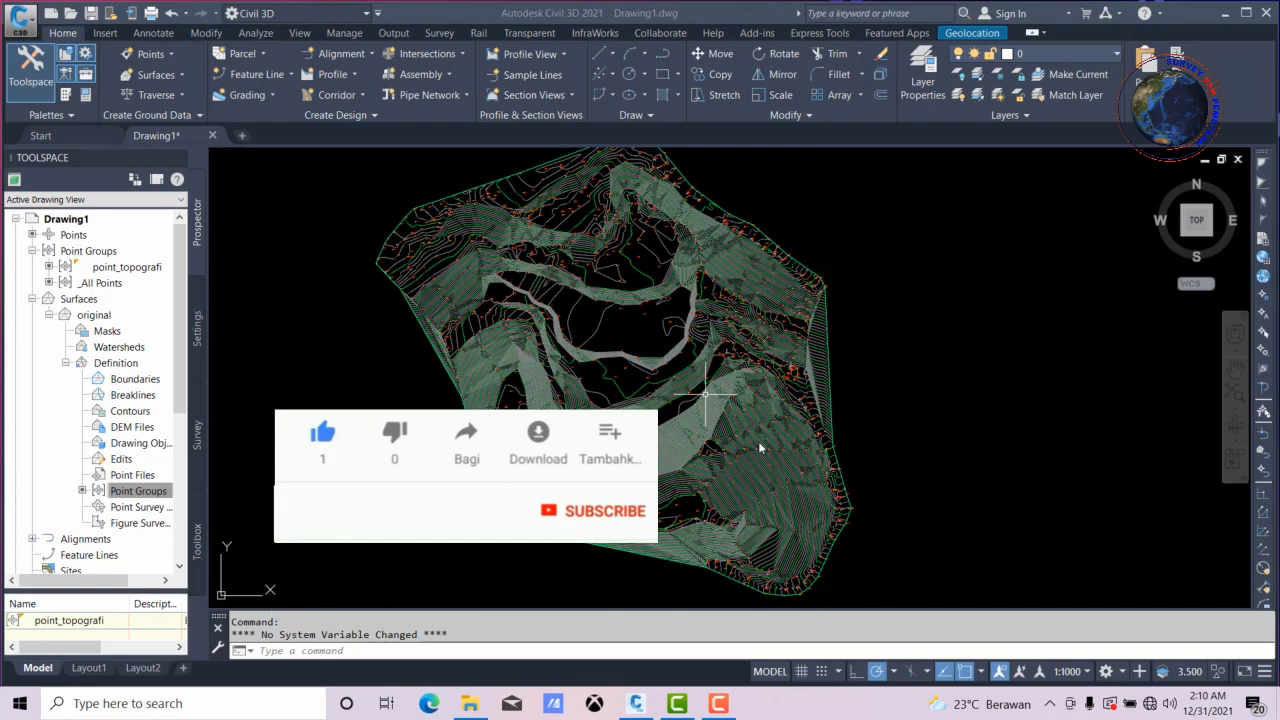 C3D
Civil 3D
Autodesk Civil 3D 2021 Drawing1.dwg
Type a keyword or phrase
Sign In
Home Insert Annotate Modify Analyze View Manage Output Survey Rail Transparent InfraWorks Collaborate Help Add-ins Express Tools Featured Apps Geolocation
Toolspace
Points
Surfaces
Traverse
Parcel
Feature Line
Grading
Alignment
Profile
Corridor
Intersections
Assembly
Pipe Network
Profile View
Sample Lines
Section Views
Move
Copy
Stretch
Rotate
Mirror
Scale
Trim
Fillet
Array
Layer
Properties
0
Make Current
Match Layer
Palettes Create Ground Data Create Design Profile & Section Views Draw Modify Layers
Start Drawing1*
TOOLSPACE
Active Drawing View
Drawing1
Points
Point Groups
point_topografi
_All Points
Surfaces
original
Masks
Watersheds
Definition
Boundaries
Breaklines
Contours
DEM Files
Drawing Obj...
Edits
Point Files
Point Groups
Point Survey ...
Figure Surve...
Alignments
Feature Lines
Sites
Prospector
Settings
Survey
Toolbox
Name Descript...
point_topografi
N
W TOP E
S
WCS
1 0 Bagi Download Tambahk...
SUBSCRIBE
Y
X
Command:
**** No System Variable Changed ****
Type a command
Model Layout1 Layout2
MODEL 1:1000 3.500
Type here to search
23°C Berawan
2:10 AM
12/31/2021
20